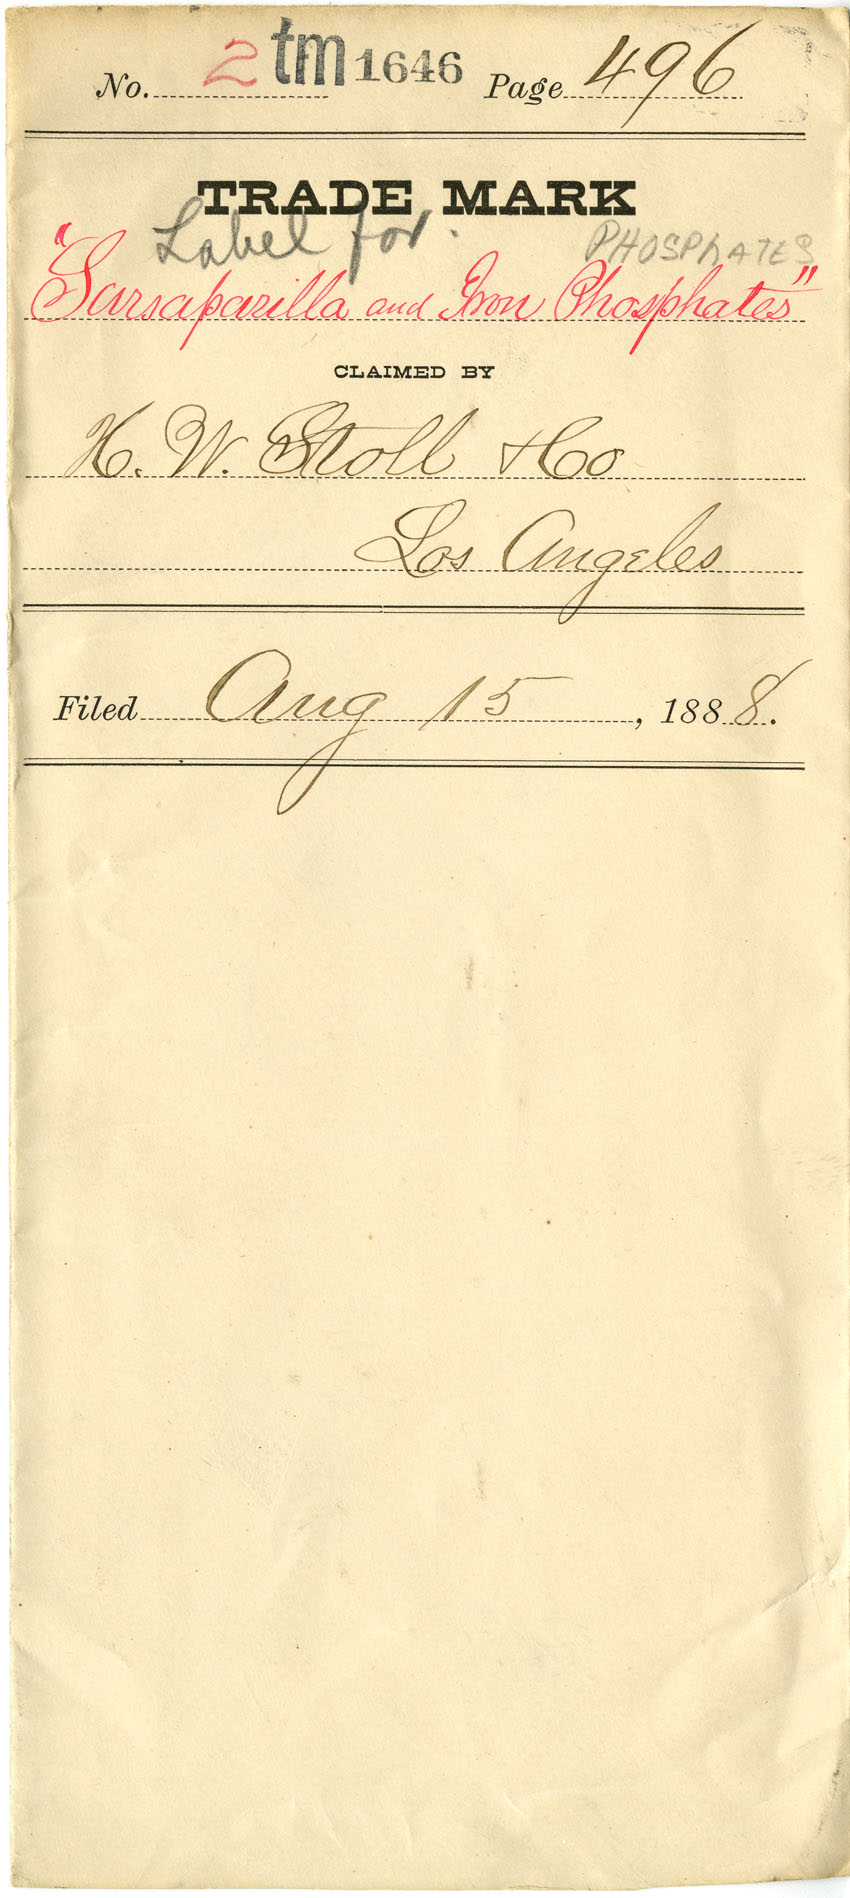 No. 2 tm 1646 Page 496
TRADE MARK
Label for.
PHOSPHATES
"Sarsaparilla and Iron Phosphates"
CLAIMED BY
H. W. Stoll & Co
Los Angeles
Filed Aug 15, 1888.